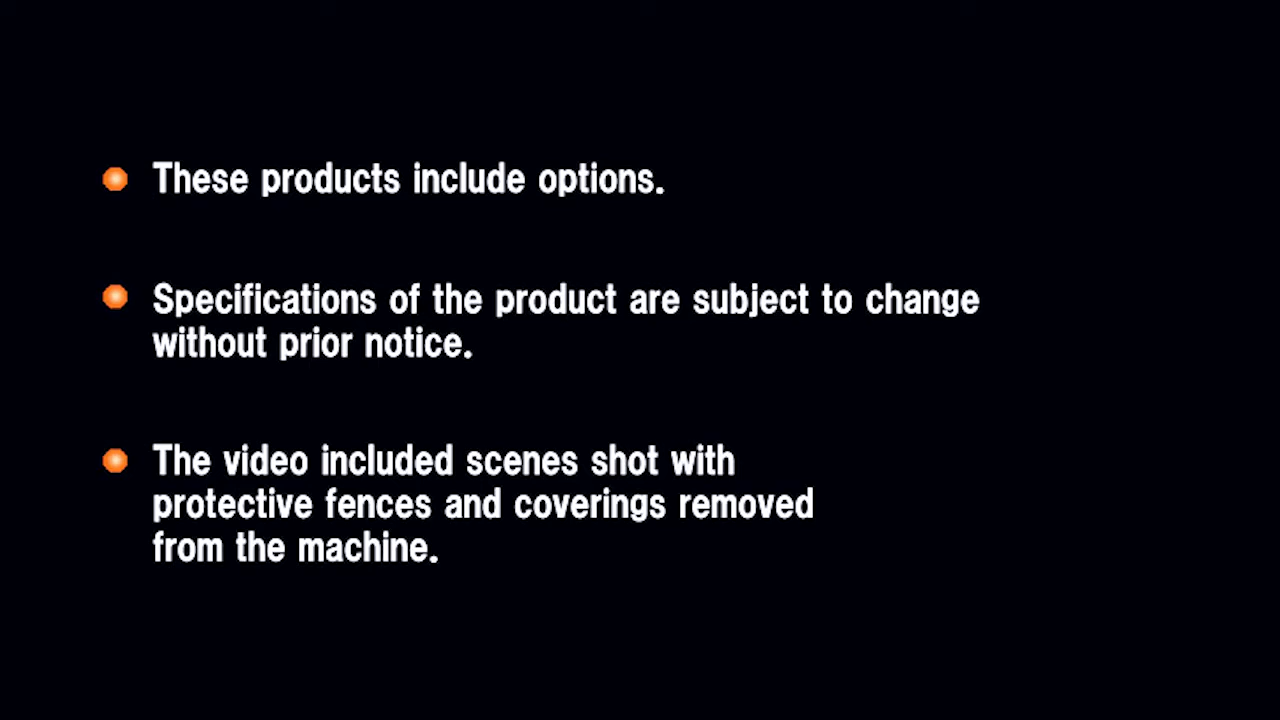 These products include options.
Specifications of the product are subject to change
without prior notice.
The video included scenes shot with
protective fences and coverings removed
from the machine.